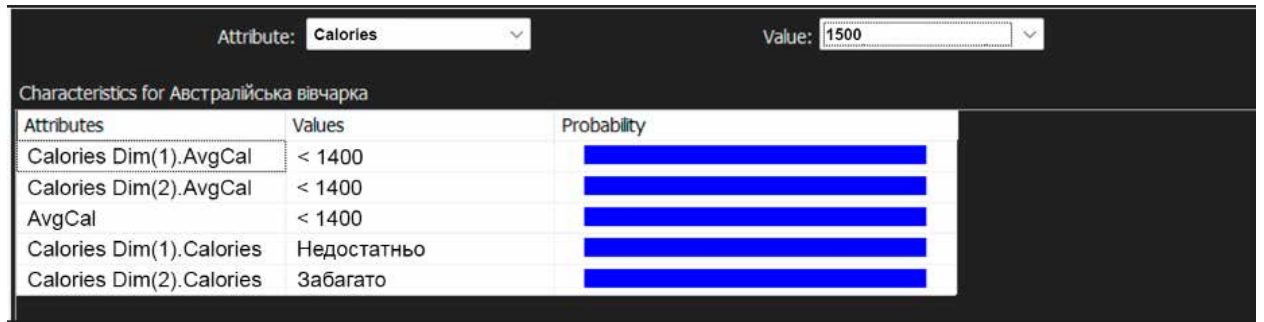 Attribute: Calories Value: 1500
Characteristics for Австралійська вівчарка
Attributes Values Probability
Calories Dim(1).AvgCal < 1400
Calories Dim(2).AvgCal < 1400
AvgCal < 1400
Calories Dim(1).Calories Недостатньо
Calories Dim(2).Calories Забагато